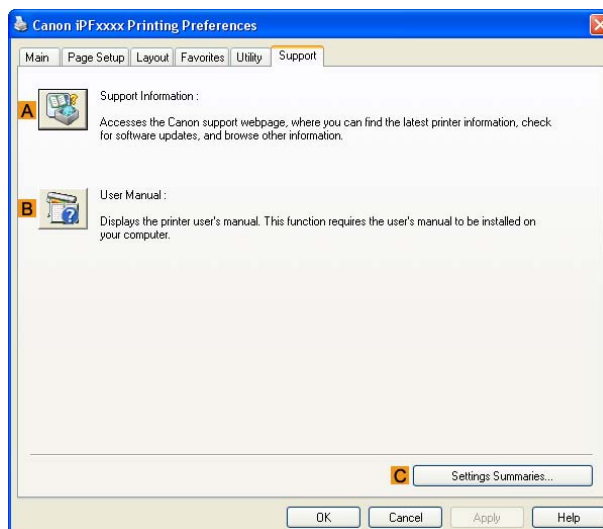 Canon iPFxxxx Printing Preferences
Main Page Setup Layout Favorites Utility Support
A
Support Information :
Accesses the Canon support webpage, where you can find the latest printer information, check
for software updates, and browse other information.
B
User Manual :
Displays the printer user's manual. This function requires the user's manual to be installed on
your computer.
C Settings Summaries...
OK Cancel Apply Help